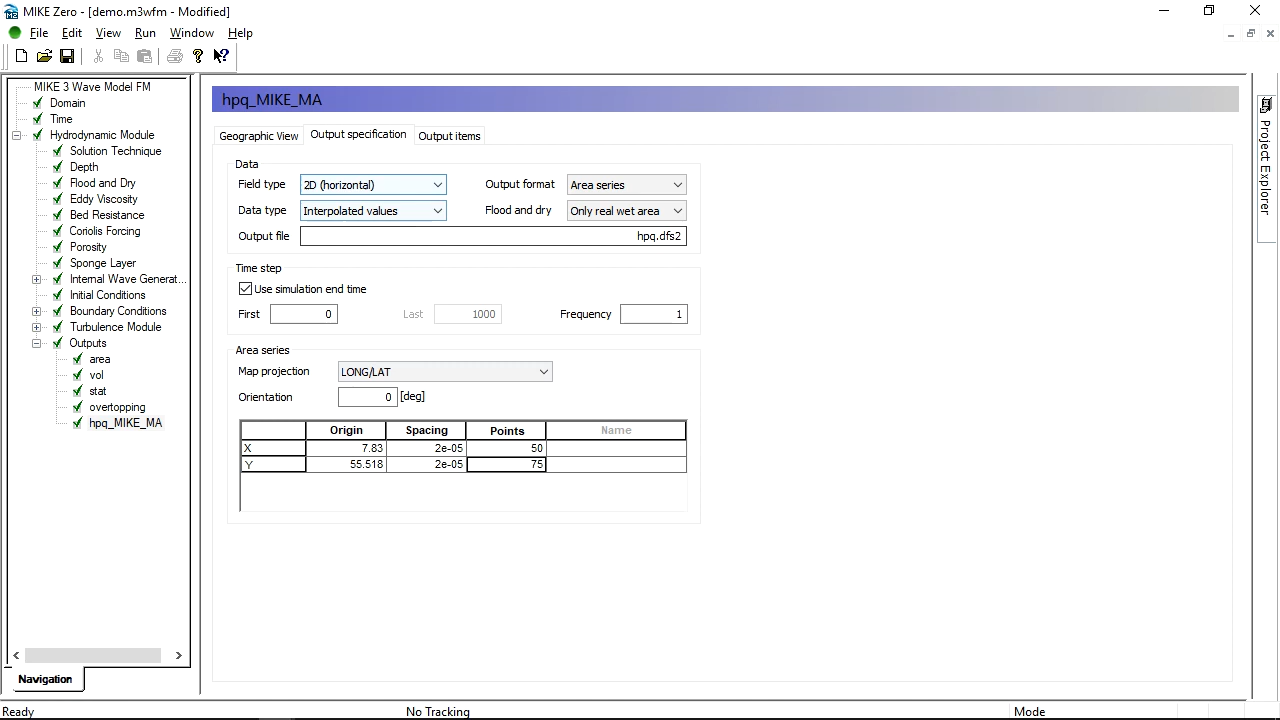 MIKE Zero - [demo.m3wfm - Modified]
File Edit View Run Window Help
MIKE 3 Wave Model FM
Domain
Time
Hydrodynamic Module
Solution Technique
Depth
Flood and Dry
Eddy Viscosity
Bed Resistance
Coriolis Forcing
Porosity
Sponge Layer
Internal Wave Generat...
Initial Conditions
Boundary Conditions
Turbulence Module
Outputs
area
vol
stat
overtopping
hpq_MIKE_MA
Navigation
hpq_MIKE_MA
Geographic View Output specification Output items
Data
Field type 2D (horizontal) Output format Area series
Data type Interpolated values Flood and dry Only real wet area
Output file hpq.dfs2
Time step
Use simulation end time
First 0 Last 1000 Frequency 1
Area series
Map projection LONG/LAT
Orientation 0 [deg]
Origin Spacing Points Name
X 7.83 2e-05 50
Y 55.518 2e-05 75
Project Explorer
Ready No Tracking Mode